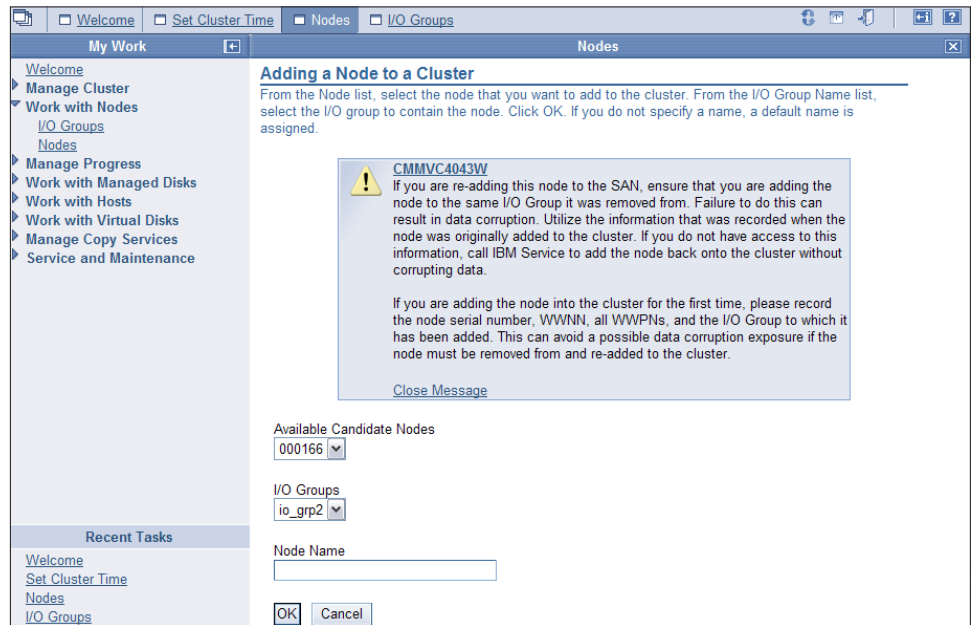 Welcome
Set Cluster Time
Nodes
I/O Groups
?
My Work
Nodes
Welcome
Manage Cluster
Work with Nodes
I/O Groups
Nodes
Manage Progress
Work with Managed Disks
Work with Hosts
Work with Virtual Disks
Manage Copy Services
Service and Maintenance
Recent Tasks
Welcome
Set Cluster Time
Nodes
I/O Groups
Adding a Node to a Cluster
From the Node list, select the node that you want to add to the cluster. From the I/O Group Name list,
select the I/O group to contain the node. Click OK. If you do not specify a name, a default name is
assigned.
CMMVC4043W
If you are re-adding this node to the SAN, ensure that you are adding the
node to the same I/O Group it was removed from. Failure to do this can
result in data corruption. Utilize the information that was recorded when the
node was originally added to the cluster. If you do not have access to this
information, call IBM Service to add the node back onto the cluster without
corrupting data.
If you are adding the node into the cluster for the first time, please record
the node serial number, WWNN, all WWPNs, and the I/O Group to which it
has been added. This can avoid a possible data corruption exposure if the
node must be removed from and re-added to the cluster.
Close Message
Available Candidate Nodes
000166
I/O Groups
io_grp2
Node Name
OK
Cancel